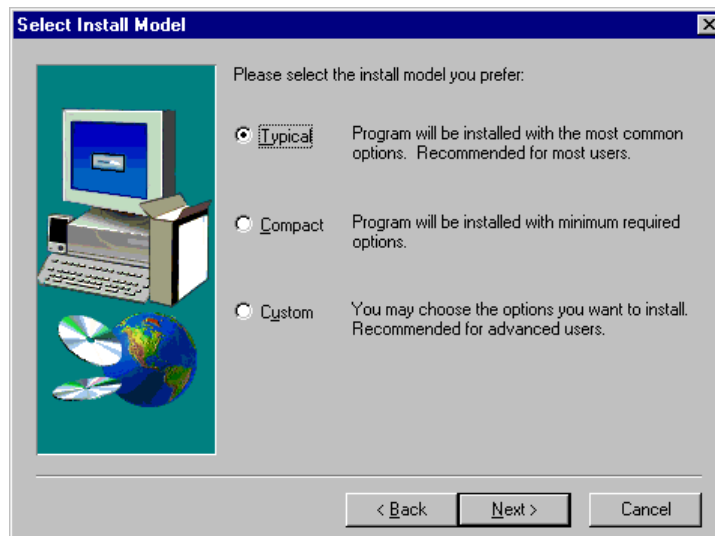 Select Install Model
Please select the install model you prefer:
Typical
Program will be installed with the most common
options. Recommended for most users.
Compact
Program will be installed with minimum required
options.
Custom
You may choose the options you want to install.
Recommended for advanced users.
< Back
Next >
Cancel